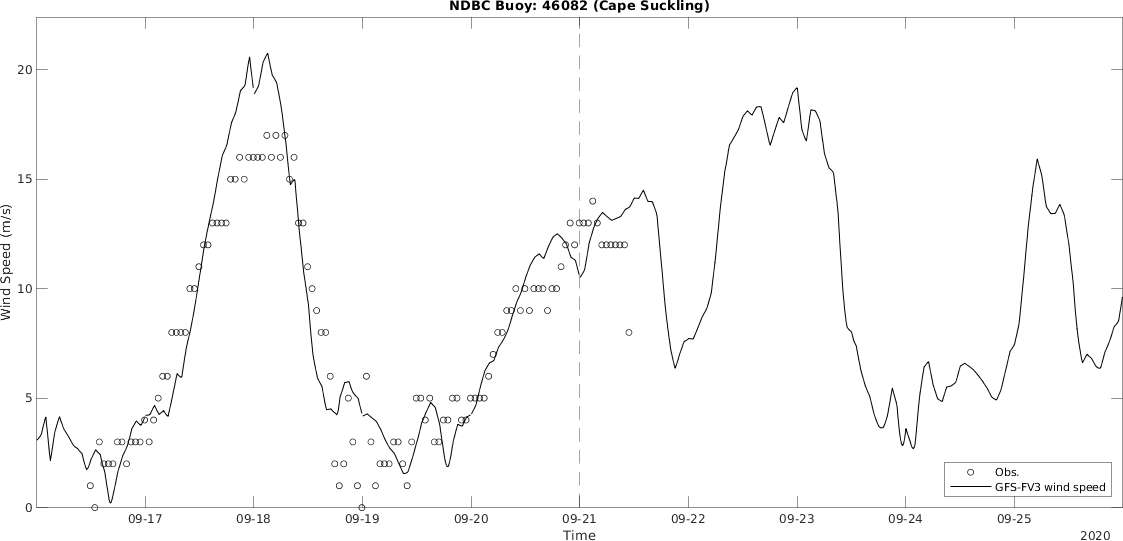 NDBC Buoy: 46082 (Cape Suckling)
Wind Speed (m/s)
20
15
10
5
0
09-17 09-18 09-19 09-20 09-21 09-22 09-23 09-24 09-25
Time
2020
Obs.
GFS-FV3 wind speed